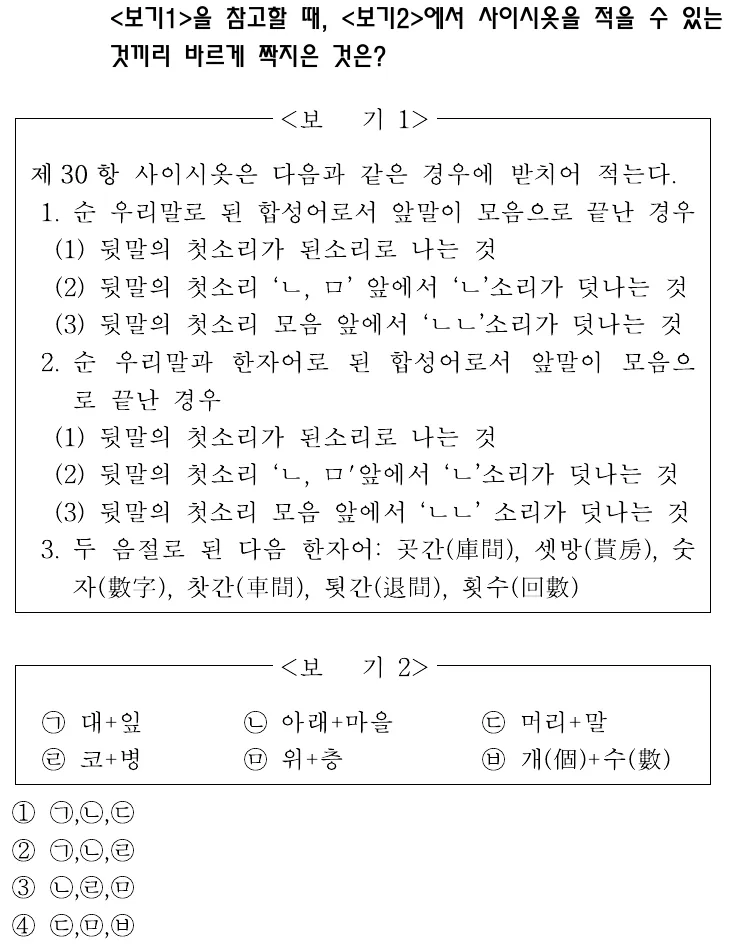 <보기1>을 참고할 때, <보기2>에서 사이시옷을 적을 수 있는
것끼리 바르게 짝지은 것은?
<보 기 1>
제 30 항 사이시옷은 다음과 같은 경우에 받치어 적는다.
1. 순 우리말로 된 합성어로서 앞말이 모음으로 끝난 경우
(1) 뒷말의 첫소리가 된소리로 나는 것
(2) 뒷말의 첫소리 ‘ㄴ, ㅁ’ 앞에서 ‘ㄴ’소리가 덧나는 것
(3) 뒷말의 첫소리 모음 앞에서 ‘ㄴㄴ’소리가 덧나는 것
2. 순 우리말과 한자어로 된 합성어로서 앞말이 모음으
로 끝난 경우
(1) 뒷말의 첫소리가 된소리로 나는 것
(2) 뒷말의 첫소리 ‘ㄴ, ㅁ′앞에서 ‘ㄴ’소리가 덧나는 것
(3) 뒷말의 첫소리 모음 앞에서 ‘ㄴㄴ’ 소리가 덧나는 것
3. 두 음절로 된 다음 한자어: 곳간(庫間), 셋방(貰房), 숫
자(數字), 찻간(車間), 툇간(退間), 횟수(回數)
<보 기 2>
㉠ 대+잎 ㉡ 아래+마을 ㉢ 머리+말
㉣ 코+병 ㉤ 위+층 ㉥ 개(個)+수(數)
① ㉠,㉡,㉢
② ㉠,㉡,㉣
③ ㉡,㉣,㉤
④ ㉢,㉤,㉥